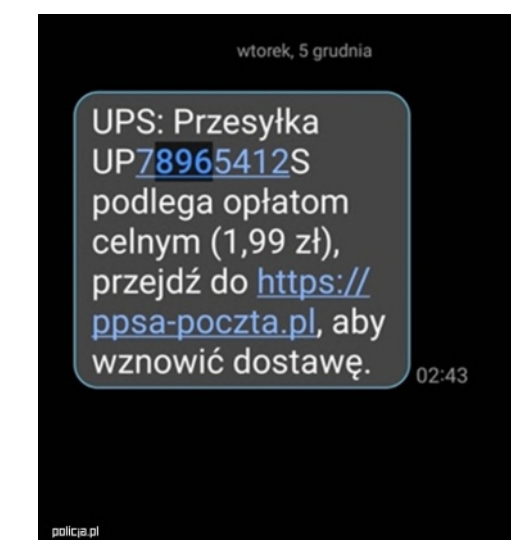 wtorek, 5 grudnia
UPS: Przesyłka
UP78965412S
podlega opłatom
celnym (1,99 zł),
przejdź do https://
ppsa-poczta.pl, aby
wznowić dostawę.
02:43
policja.pl